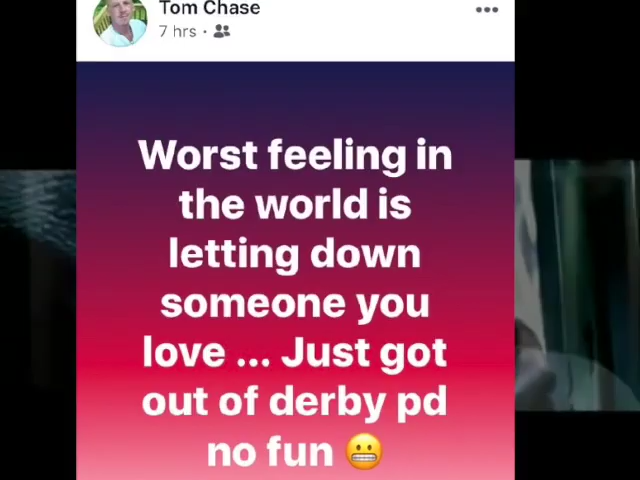 Tom Chase
7 hrs ·
Worst feeling in
the world is
letting down
someone you
love ... Just got
out of derby pd
no fun 😬